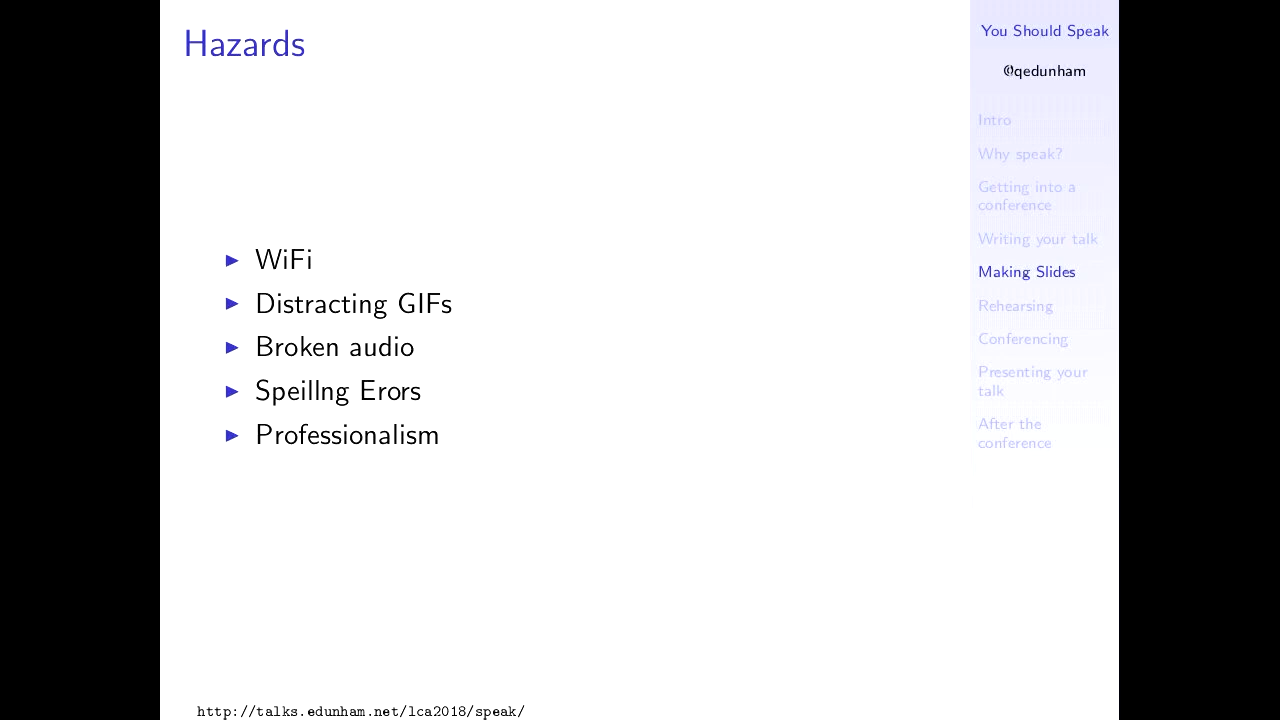 Hazards
WiFi
Distracting GIFs
Broken audio
Speillng Erors
Professionalism
http://talks.edunham.net/lca2018/speak/
You Should Speak
@qedunham
Intro
Why speak?
Getting into a
conference
Writing your talk
Making Slides
Rehearsing
Conferencing
Presenting your
talk
After the
conference